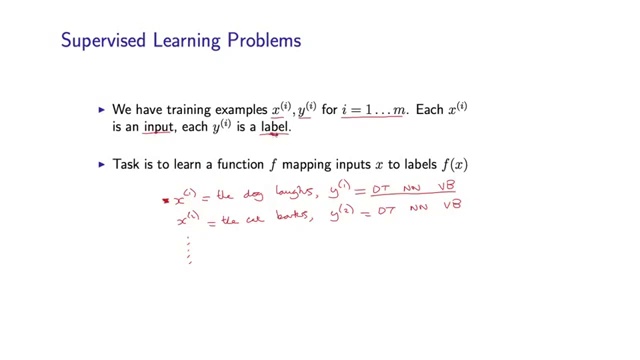 Supervised Learning Problems
▶ We have training examples x^(i), y^(i) for i = 1 . . . m. Each x^(i)
is an input, each y^(i) is a label.
▶ Task is to learn a function f mapping inputs x to labels f(x)
x^(1) = the dog laughs, y^(1) = DT NN VB
x^(2) = the barks, y^(2) = DT NN VB